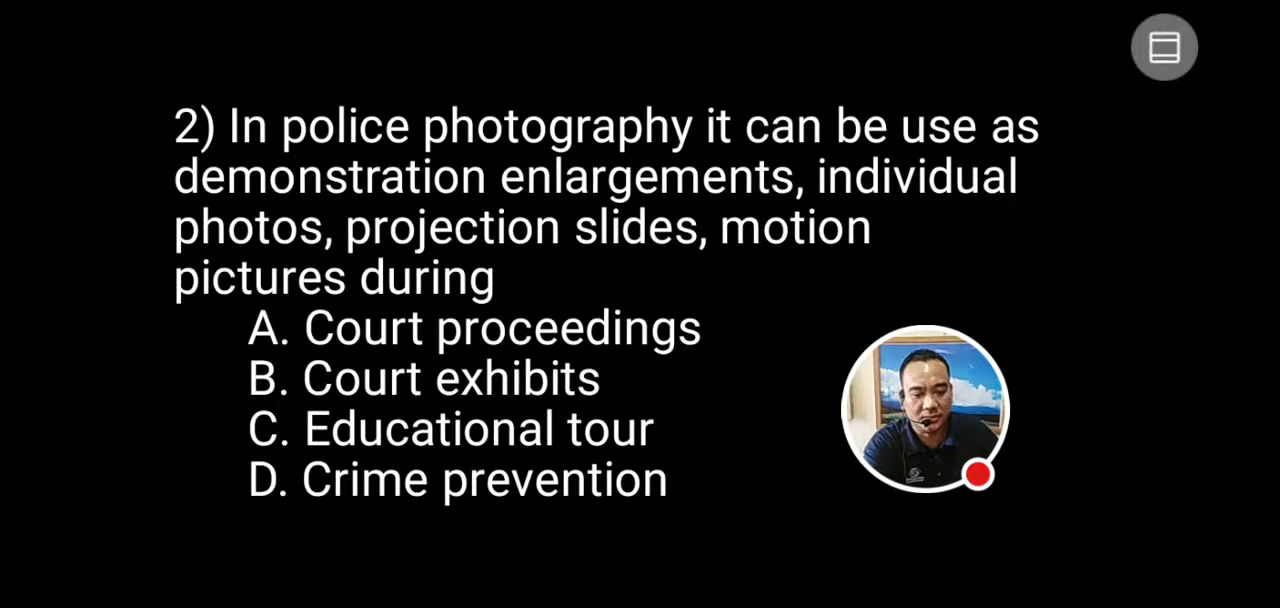 2) In police photography it can be use as
demonstration enlargements, individual
photos, projection slides, motion
pictures during
A. Court proceedings
B. Court exhibits
C. Educational tour
D. Crime prevention